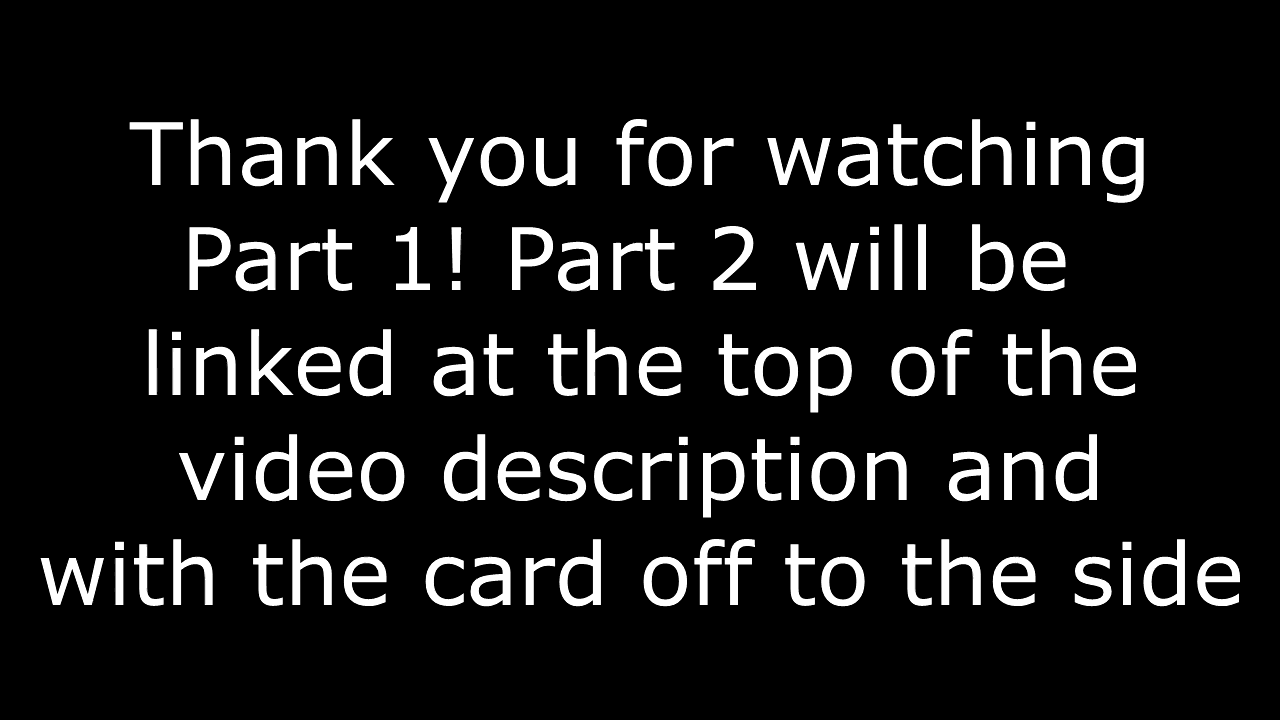 Thank you for watching
Part 1! Part 2 will be
linked at the top of the
video description and
with the card off to the side